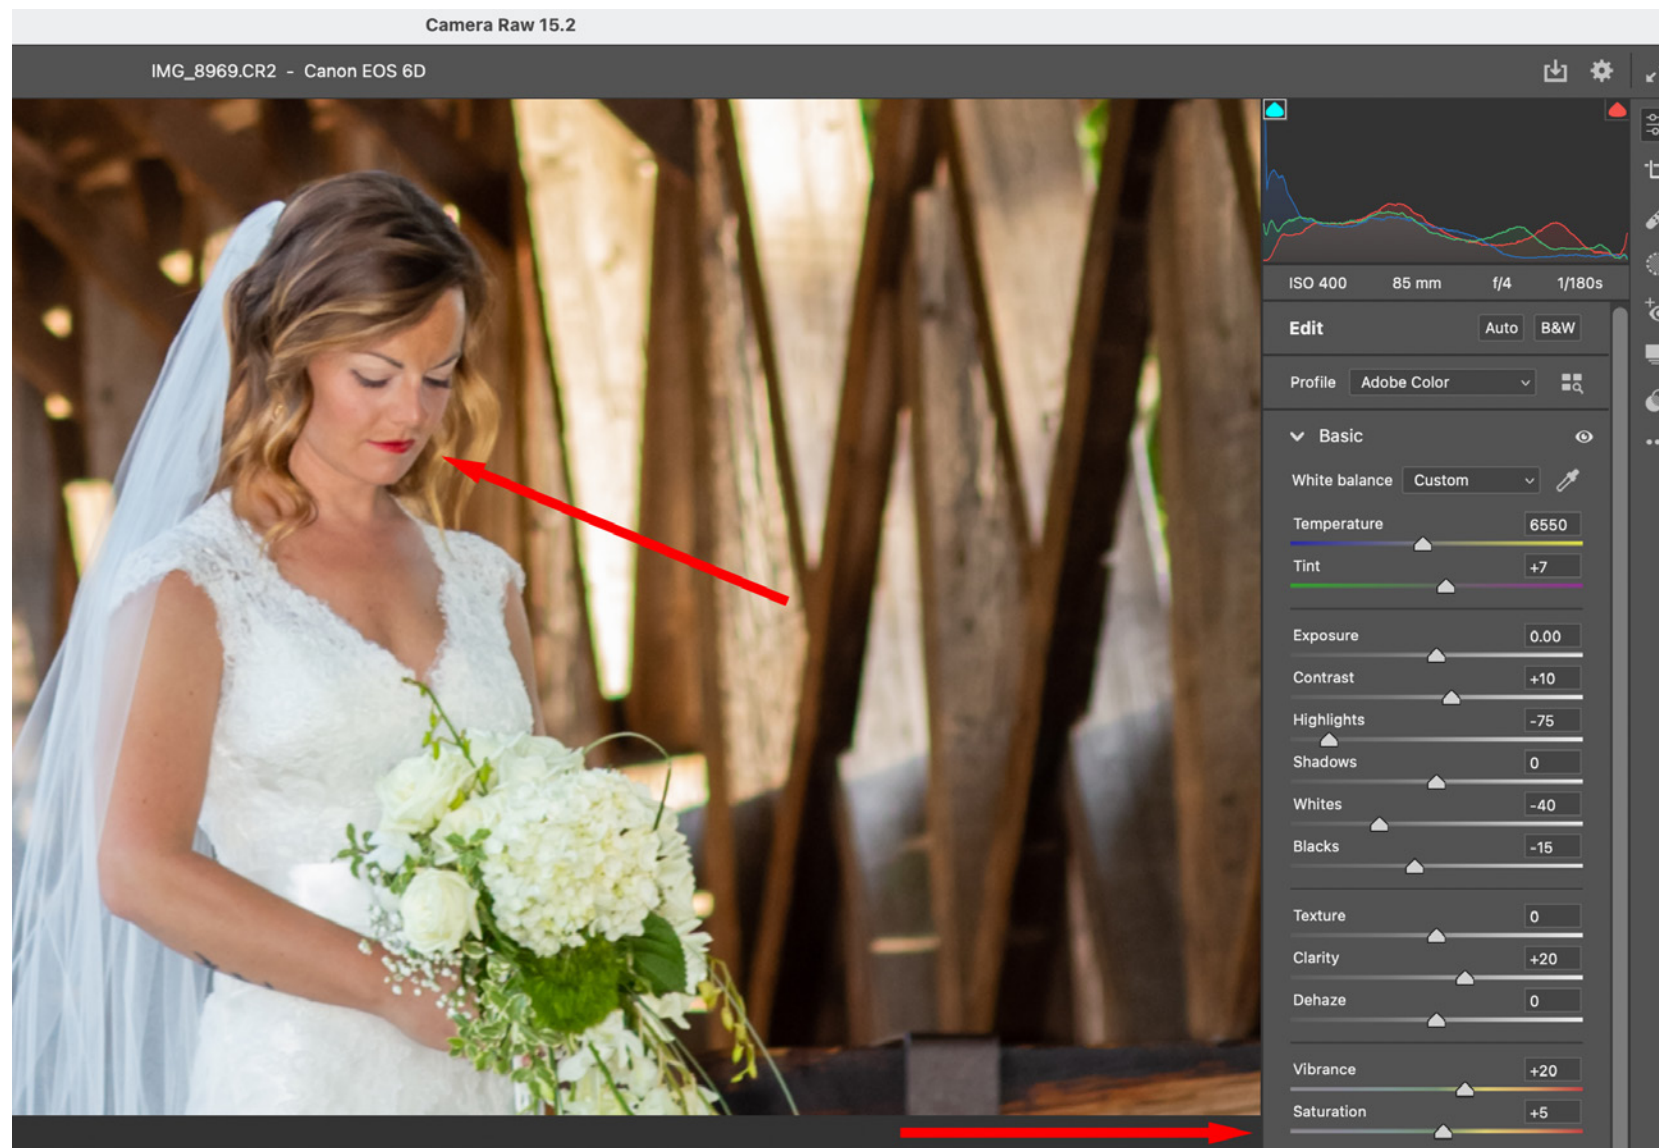 Camera Raw 15.2
IMG_8969.CR2 - Canon EOS 6D
ISO 400 85 mm f/4 1/180s
Edit Auto B&W
Profile Adobe Color
Basic
White balance Custom
Temperature 6550
Tint +7
Exposure 0.00
Contrast +10
Highlights -75
Shadows 0
Whites -40
Blacks -15
Texture 0
Clarity +20
Dehaze 0
Vibrance +20
Saturation +5